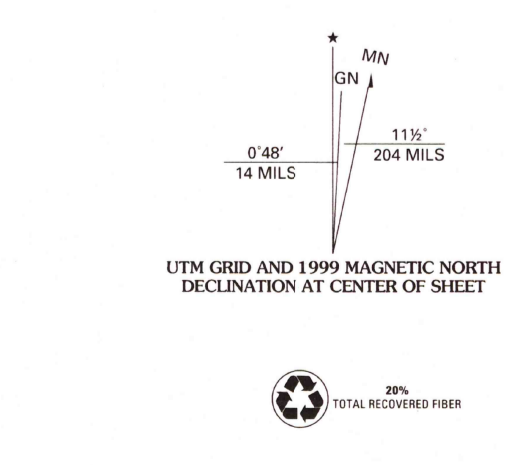 ★
MN
GN
11½°
204 MILS
0°48'
14 MILS
UTM GRID AND 1999 MAGNETIC NORTH
DECLINATION AT CENTER OF SHEET
20%
TOTAL RECOVERED FIBER